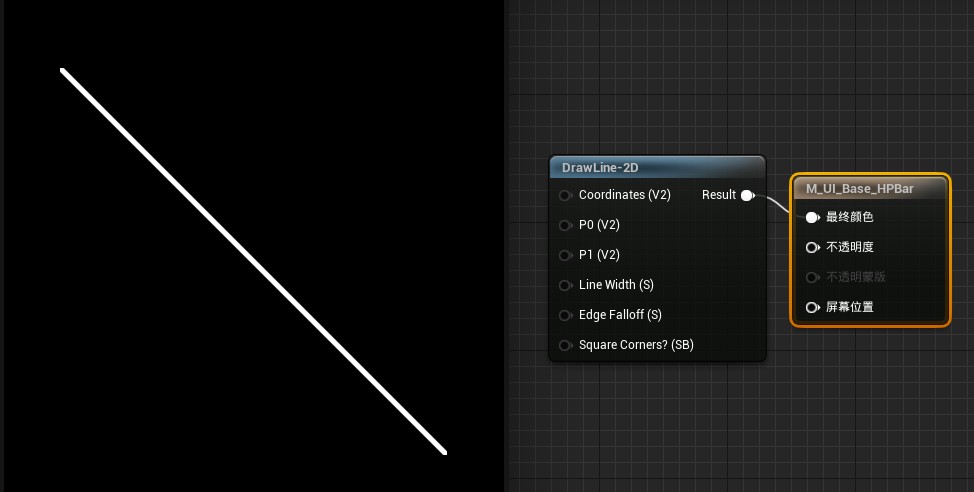 DrawLine-2D
Coordinates (V2)
Result
P0 (V2)
P1 (V2)
Line Width (S)
Edge Falloff (S)
Square Corners? (SB)
M_UI_Base_HPBar
最终颜色
不透明度
不透明蒙版
屏幕位置